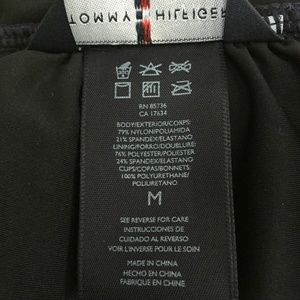 TOMMY HILFIGER
RN 85736
CA 17634
BODY/EXTERIOR/CORPS:
79% NYLON/POLIAMIDA
21% SPANDEX/ELASTANO
LINING/FORRO/DOUBLURE:
76% POLYESTER/POLIESTER
24% SPANDEX/ELASTANO
CUPS/COPAS/BONNETS:
100% POLYURETHANE/
POLIURETANO
M
SEE REVERSE FOR CARE
INSTRUCCIONES DE
CUIDADO AL REVERSO
VOIR L'INVERSE POUR LE SOIN
MADE IN CHINA
HECHO EN CHINA
FABRIQUE EN CHINE